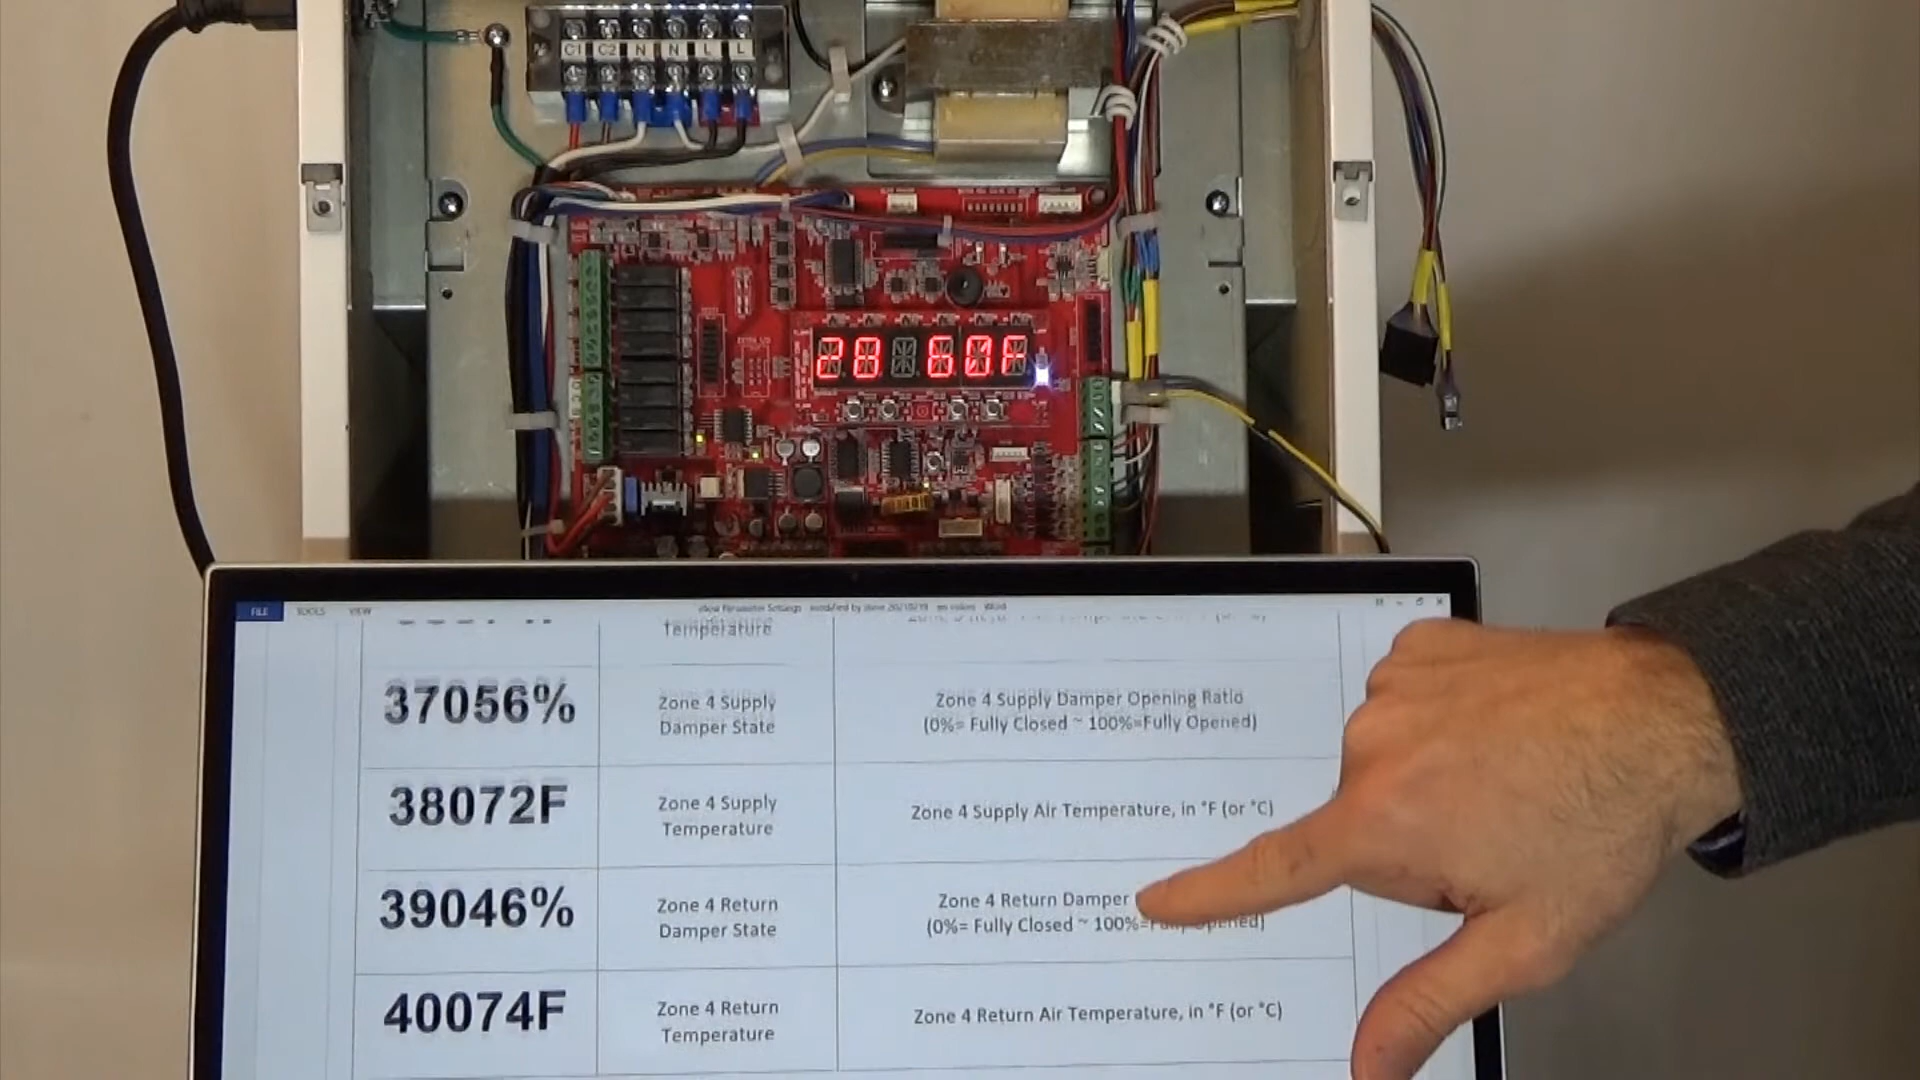 C1 C2 N N L L
20 60F
FILE
VIEW
Temperature
37056%
Zone 4 Supply
Damper State
Zone 4 Supply Damper Opening Ratio
(0%= Fully Closed ~ 100%=Fully Opened)
38072F
Zone 4 Supply
Temperature
Zone 4 Supply Air Temperature, in °F (or °C)
39046%
Zone 4 Return
Damper State
Zone 4 Return Damper
(0%= Fully Closed ~ 100%=Fully Opened)
40074F
Zone 4 Return
Temperature
Zone 4 Return Air Temperature, in °F (or °C)